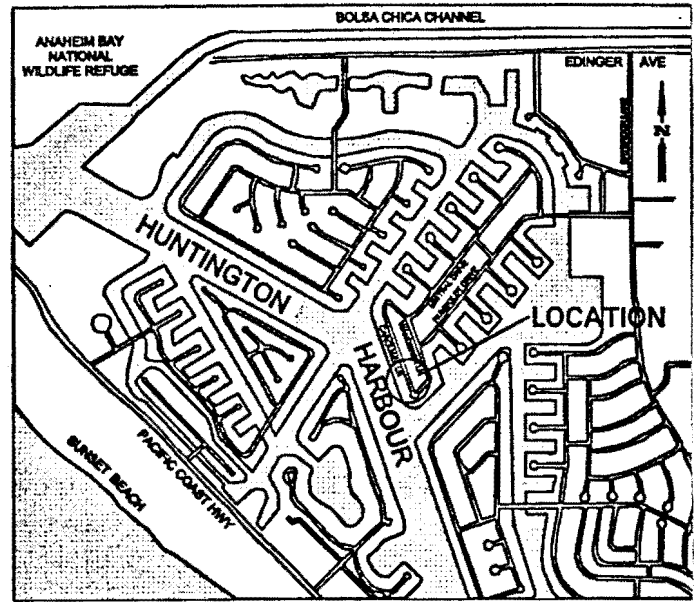 BOLSA CHICA CHANNEL
ANAHEIM BAY
NATIONAL
WILDLIFE REFUGE
EDINGER AVE
N
HUNTINGTON
HARBOUR
LOCATION
SUNSET BEACH
PACIFIC COAST HWY